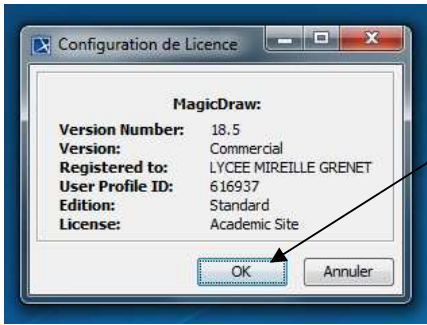 Configuration de Licence
MagicDraw:
Version Number: 18.5
Version: Commercial
Registered to: LYCEE MIREILLE GRENET
User Profile ID: 616937
Edition: Standard
License: Academic Site
OK Annuler